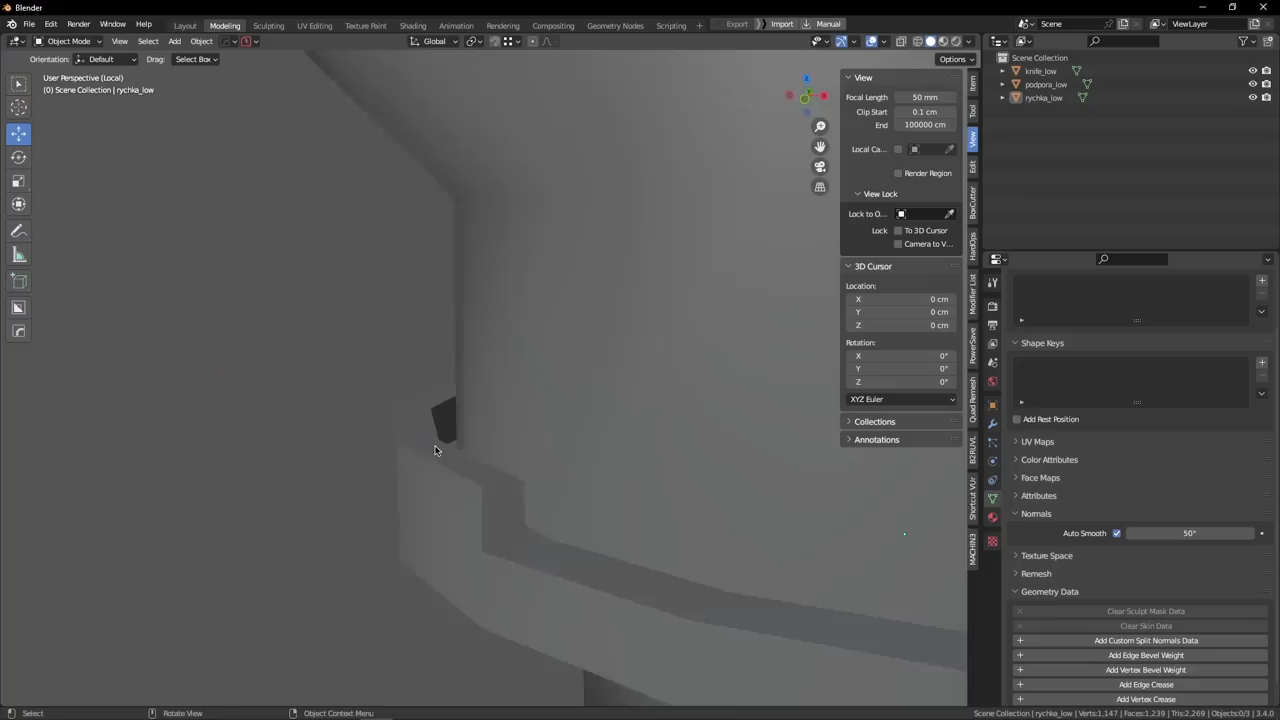 Blender
File Edit Render Window Help Layout Modeling Sculpting UV Editing Texture Paint Shading Animation Rendering Compositing Geometry Nodes Scripting Export Import Manual Scene ViewLayer
Object Mode View Select Add Object Global
Orientation: Default Drag: Select Box Options
User Perspective (Local)
(0) Scene Collection | rychka_low
View
Focal Length 50 mm
Clip Start 0.1 cm
End 100000 cm
Local Ca...
Render Region
View Lock
Lock to O...
Lock To 3D Cursor
Camera to V...
3D Cursor
Location:
X 0 cm
Y 0 cm
Z 0 cm
Rotation:
X 0°
Y 0°
Z 0°
XYZ Euler
Collections
Annotations
Item
Tool
View
Edit
BoxCutter
HardOps
Modifier List
PowerSave
Quad Remesh
B2RUVL
Shortcut VUr
MACHIN3
Scene Collection
knife_low
podpora_low
rychka_low
Shape Keys
Add Rest Position
UV Maps
Color Attributes
Face Maps
Attributes
Normals
Auto Smooth 50°
Texture Space
Remesh
Geometry Data
Clear Sculpt Mask Data
Clear Skin Data
Add Custom Split Normals Data
Add Edge Bevel Weight
Add Vertex Bevel Weight
Add Edge Crease
Add Vertex Crease
Select Rotate View Object Context Menu Scene Collection | rychka_low | Verts:1,147 | Faces:1,239 | Tris:2,269 | Objects:0/3 | 3.4.0